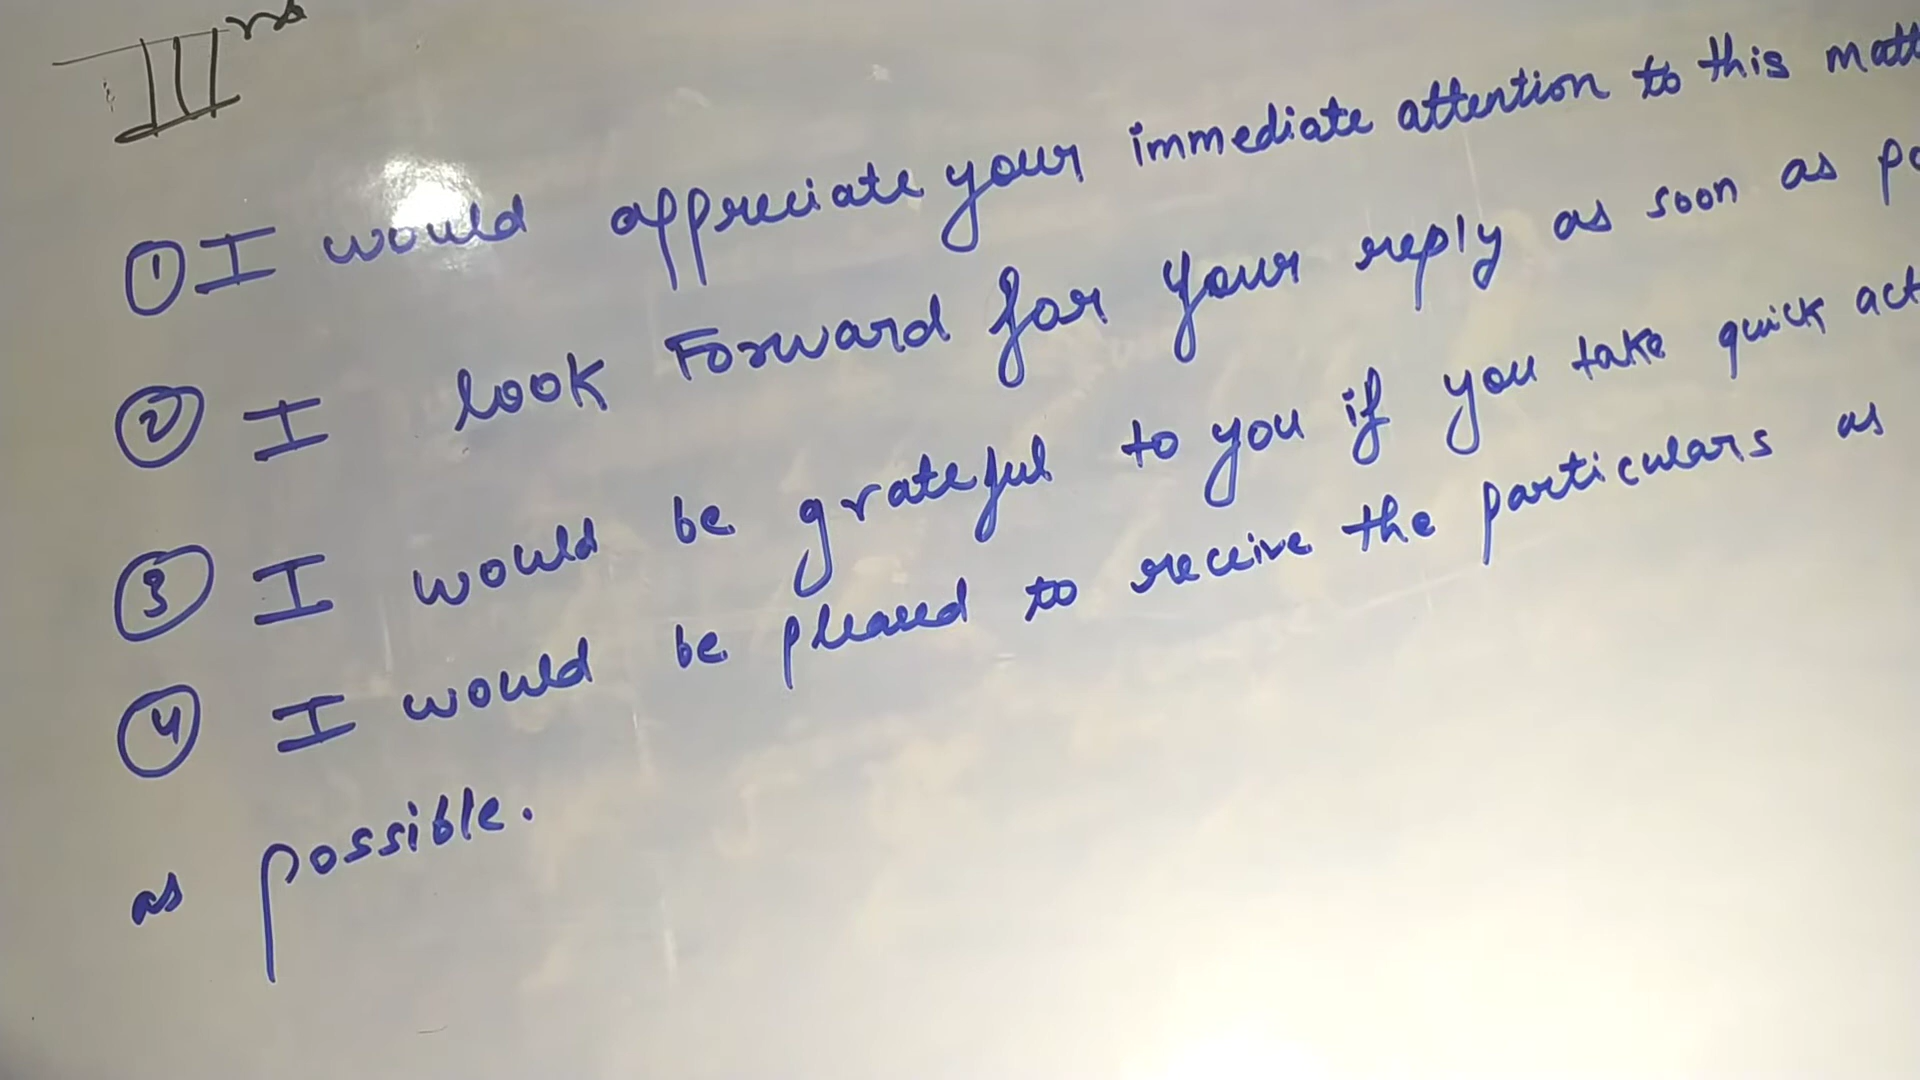 III rd
① I would appreciate your immediate attention to this matt
② I look Forward for your reply as soon as po
③ I would be grateful to you if you take quick act
④ I would be pleased to receive the particulars as
as possible.